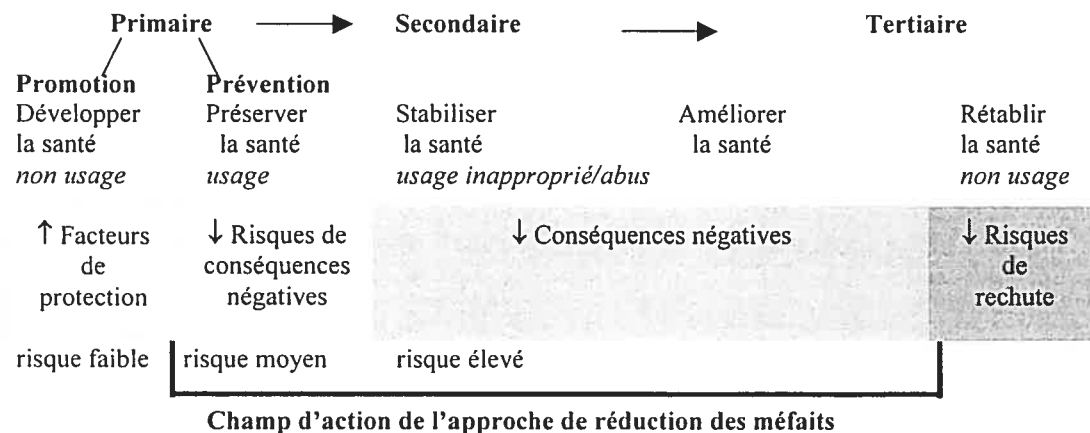 Primaire Secondaire Tertiaire
Promotion Prévention
Développer Préserver Stabiliser Améliorer Rétablir
la santé la santé la santé la santé la santé
non usage usage usage inapproprié/abus non usage
↑ Facteurs ↓ Risques de ↓ Conséquences négatives ↓ Risques
de conséquences de
protection négatives rechute
risque faible risque moyen risque élevé
Champ d'action de l'approche de réduction des méfaits